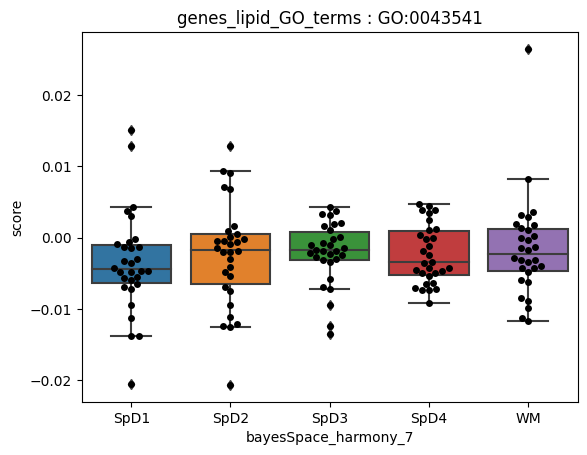 genes_lipid_GO_terms : GO:0043541
0.02
0.01
0.00
−0.01
−0.02
score
SpD1 SpD2 SpD3 SpD4 WM
bayesSpace_harmony_7